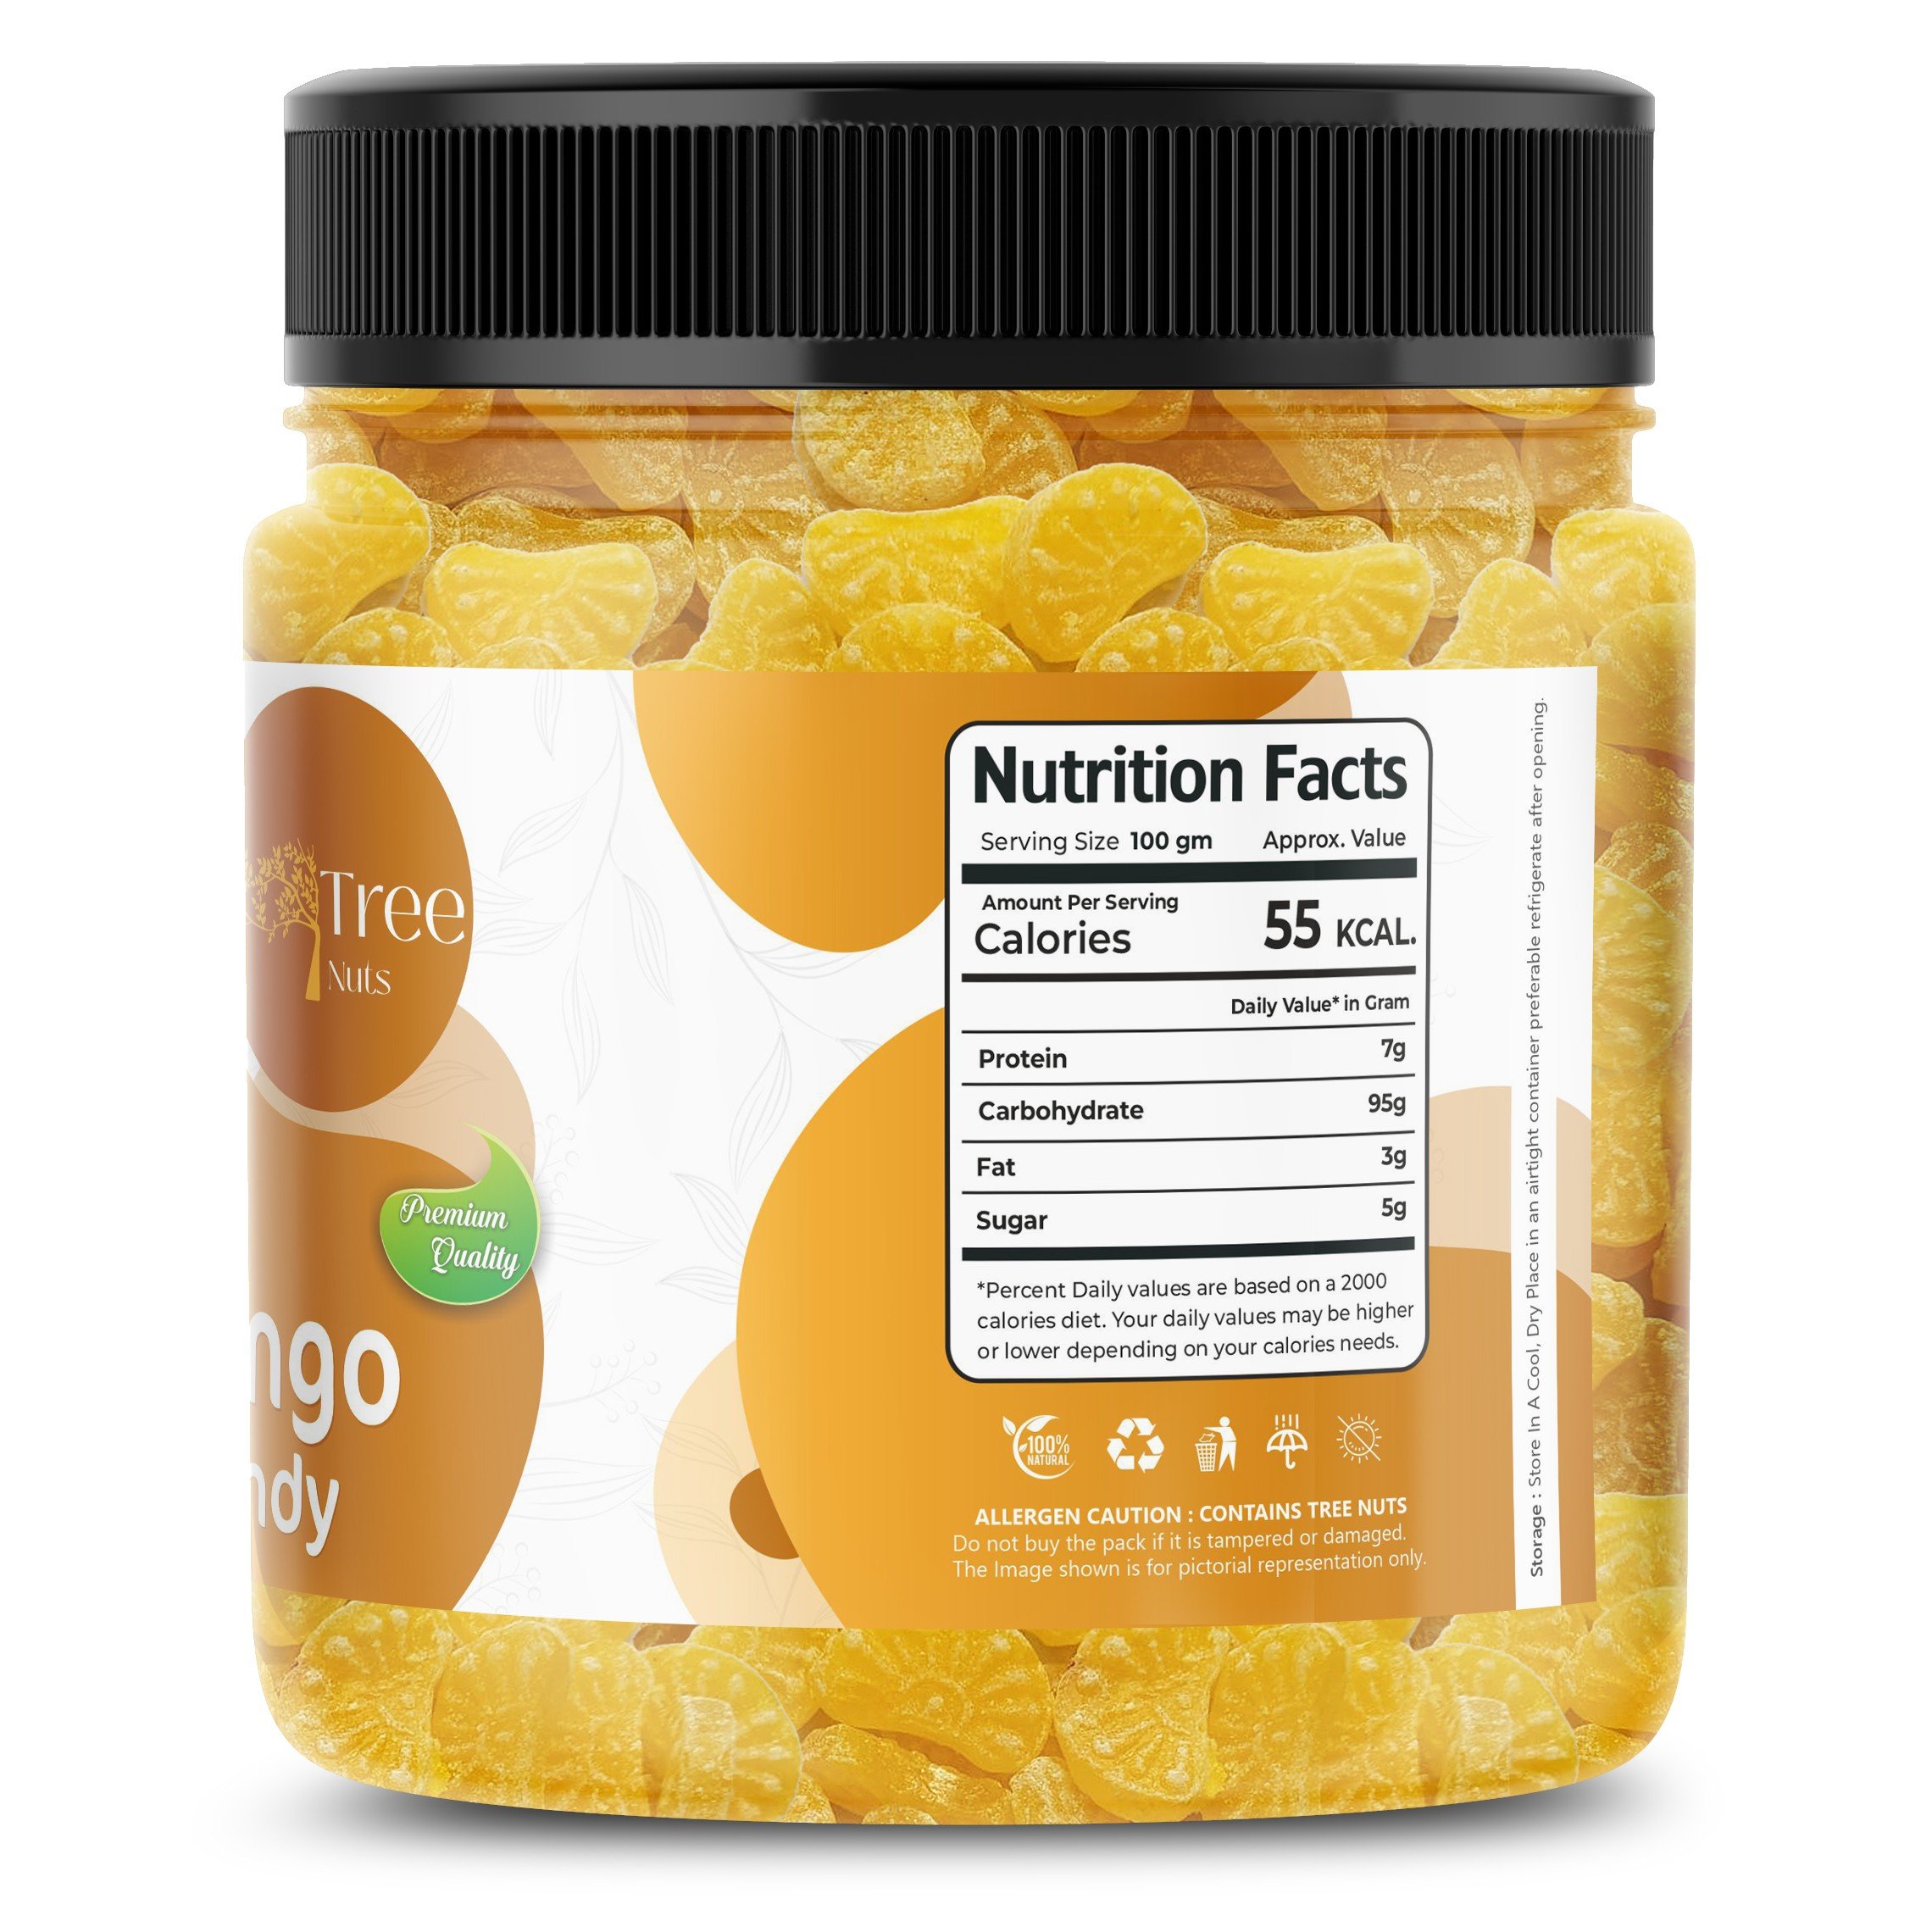 Tree
Nuts
Premium
Quality
ngo
ndy
Nutrition Facts
Serving Size 100 gm Approx. Value
Amount Per Serving
Calories 55 KCAL.
Daily Value* in Gram
Protein 7g
Carbohydrate 95g
Fat 3g
Sugar 5g
*Percent Daily values are based on a 2000
calories diet. Your daily values may be higher
or lower depending on your calories needs.
100%
NATURAL
ALLERGEN CAUTION : CONTAINS TREE NUTS
Do not buy the pack if it is tampered or damaged.
The Image shown is for pictorial representation only.
Storage : Store In A Cool, Dry Place in an airtight container preferable refrigerate after opening.